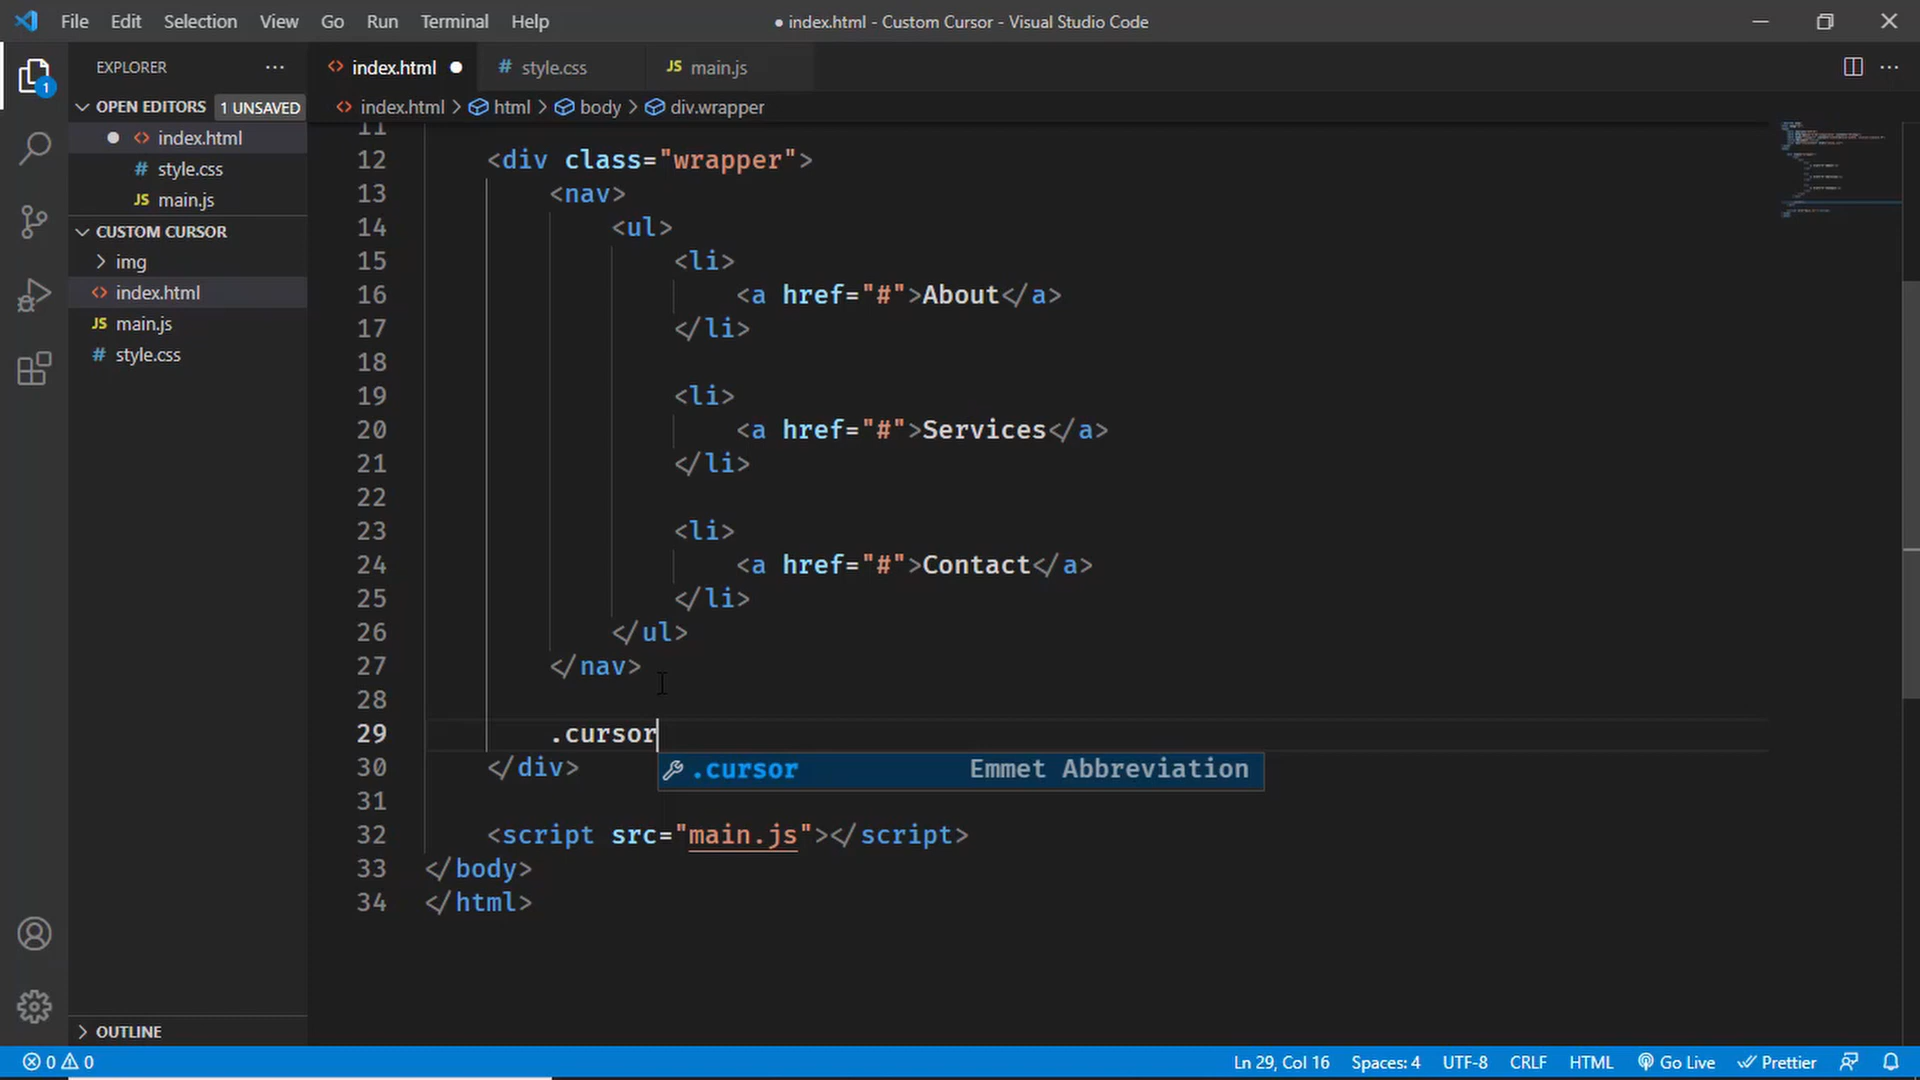 File Edit Selection View Go Run Terminal Help ● index.html - Custom Cursor - Visual Studio Code
EXPLORER ···
index.html ● # style.css JS main.js ···
OPEN EDITORS 1 UNSAVED
index.html > html > body > div.wrapper
● <> index.html
# style.css
JS main.js
CUSTOM CURSOR
> img
<> index.html
JS main.js
# style.css
OUTLINE
1
11
12 <div class="wrapper">
13 <nav>
14 <ul>
15 <li>
16 <a href="#">About</a>
17 </li>
18
19 <li>
20 <a href="#">Services</a>
21 </li>
22
23 <li>
24 <a href="#">Contact</a>
25 </li>
26 </ul>
27 </nav>
28
29 .cursor
30 </div>
.cursor Emmet Abbreviation
31
32 <script src="main.js"></script>
33 </body>
34 </html>
0 0 Ln 29, Col 16 Spaces: 4 UTF-8 CRLF HTML Go Live Prettier